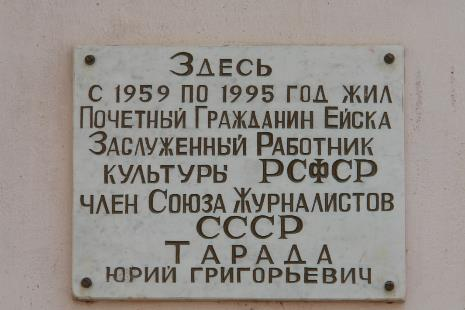 Здесь
с 1959 по 1995 год жил
Почетный Гражданин Ейска
Заслуженный Работник
культуры РСФСР
член Союза Журналистов
СССР
ТАРАДА
Юрий Григорьевич